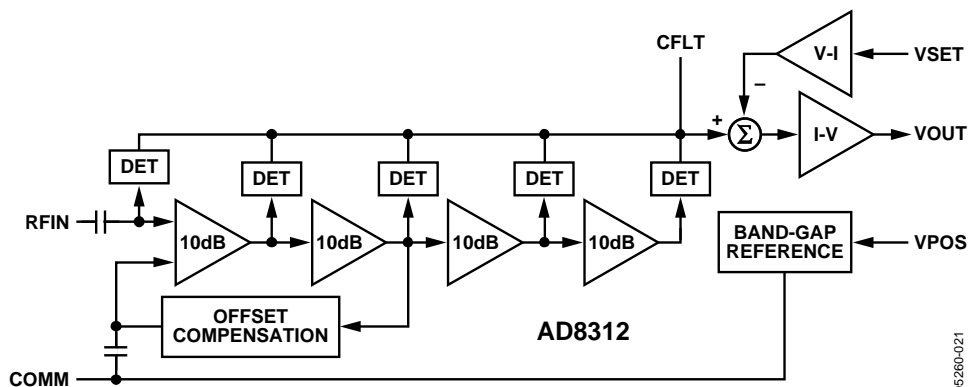 CFLT
V-I
VSET
–
+
Σ
I-V
VOUT
DET
DET
DET
DET
DET
RFIN
10dB
10dB
10dB
10dB
BAND-GAP
REFERENCE
VPOS
OFFSET
COMPENSATION
AD8312
COMM
05260-021